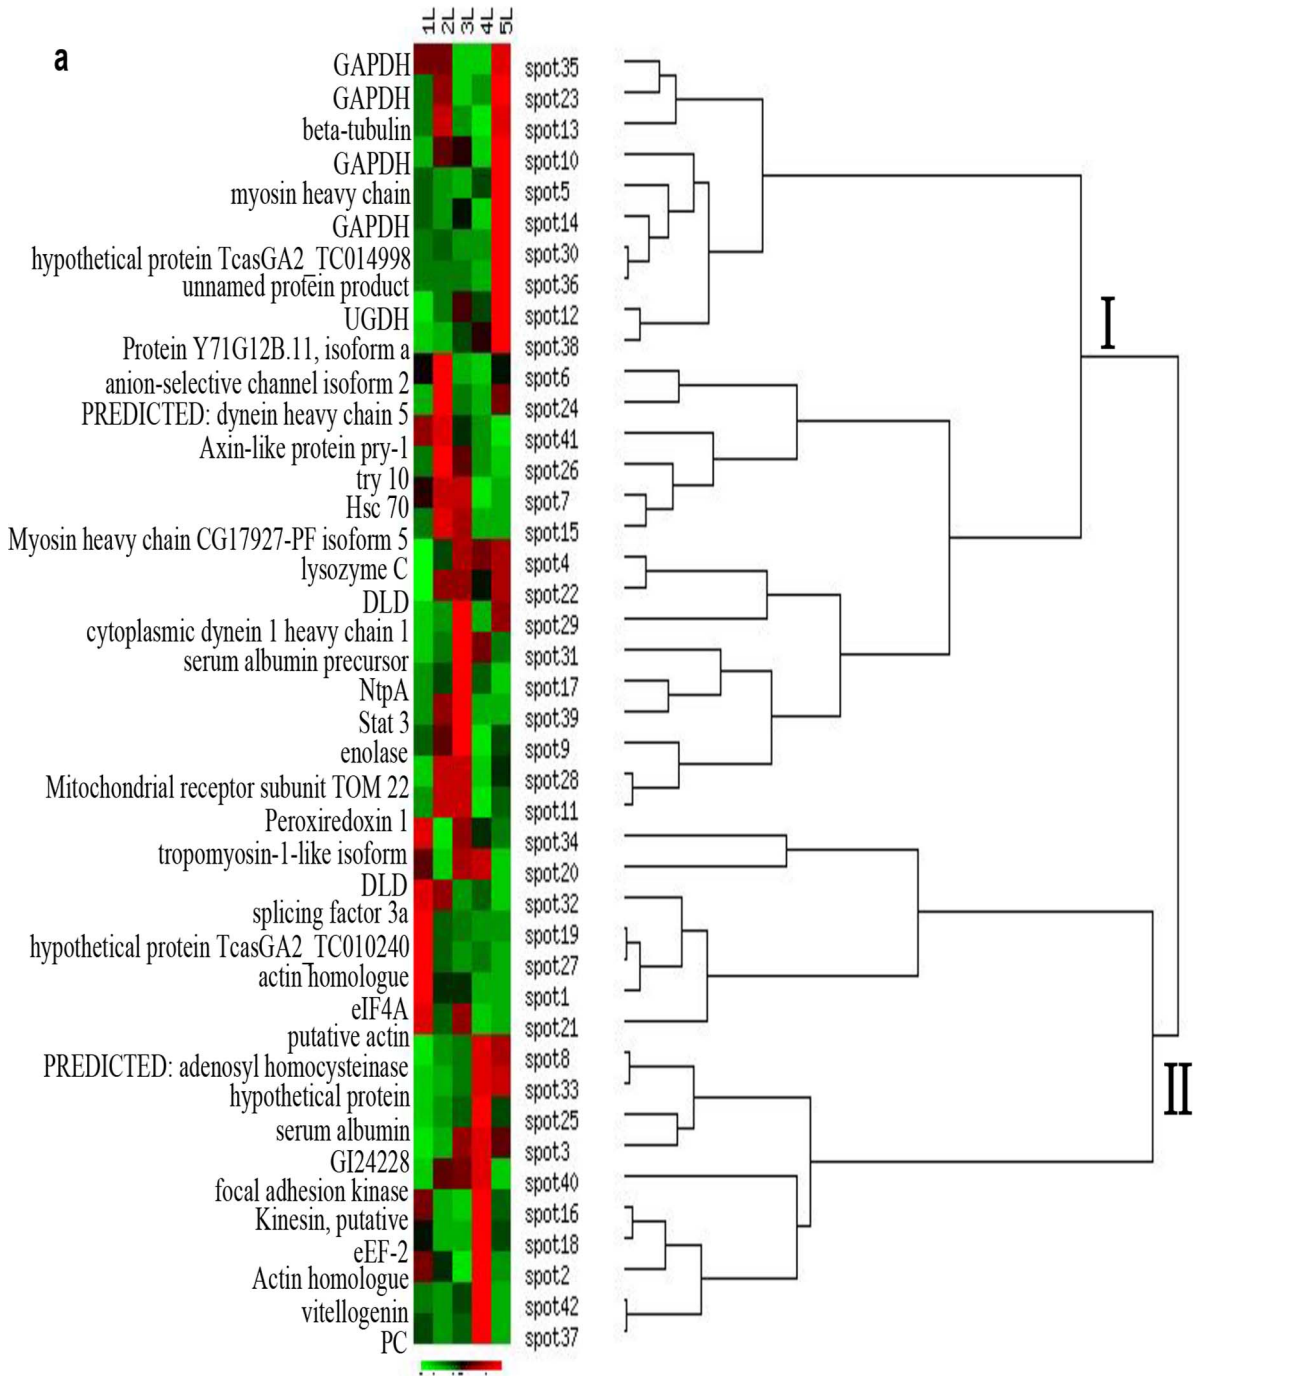 a
1L 2L 3L 4L 5L
GAPDH spot35
GAPDH spot23
beta-tubulin spot13
GAPDH spot10
myosin heavy chain spot5
GAPDH spot14
hypothetical protein TcasGA2_TC014998 spot30
unnamed protein product spot36
UGDH spot12
Protein Y71G12B.11, isoform a spot38
anion-selective channel isoform 2 spot6
PREDICTED: dynein heavy chain 5 spot24
Axin-like protein pry-1 spot41
try 10 spot26
Hsc 70 spot7
Myosin heavy chain CG17927-PF isoform 5 spot15
lysozyme C spot4
DLD spot22
cytoplasmic dynein 1 heavy chain 1 spot29
serum albumin precursor spot31
NtpA spot17
Stat 3 spot39
enolase spot9
Mitochondrial receptor subunit TOM 22 spot28
Peroxiredoxin 1 spot11
tropomyosin-1-like isoform spot34
DLD spot20
splicing factor 3a spot32
hypothetical protein TcasGA2_TC010240 spot19
actin homologue spot27
eIF4A spot1
putative actin spot21
PREDICTED: adenosyl homocysteinase spot8
hypothetical protein spot33
serum albumin spot25
GI24228 spot3
focal adhesion kinase spot40
Kinesin, putative spot16
eEF-2 spot18
Actin homologue spot2
vitellogenin spot42
PC spot37
I
II